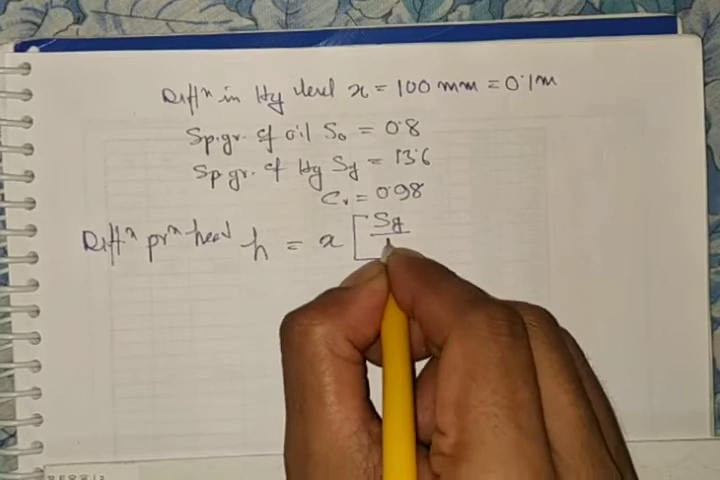 Diffⁿ in Hg level x = 100 mm = 0.1m
Sp.gr. of oil So = 0.8
Sp gr. of Hg Sg = 13.6
Cv = 0.98
Diffⁿ prⁿ head h = x [ Sg